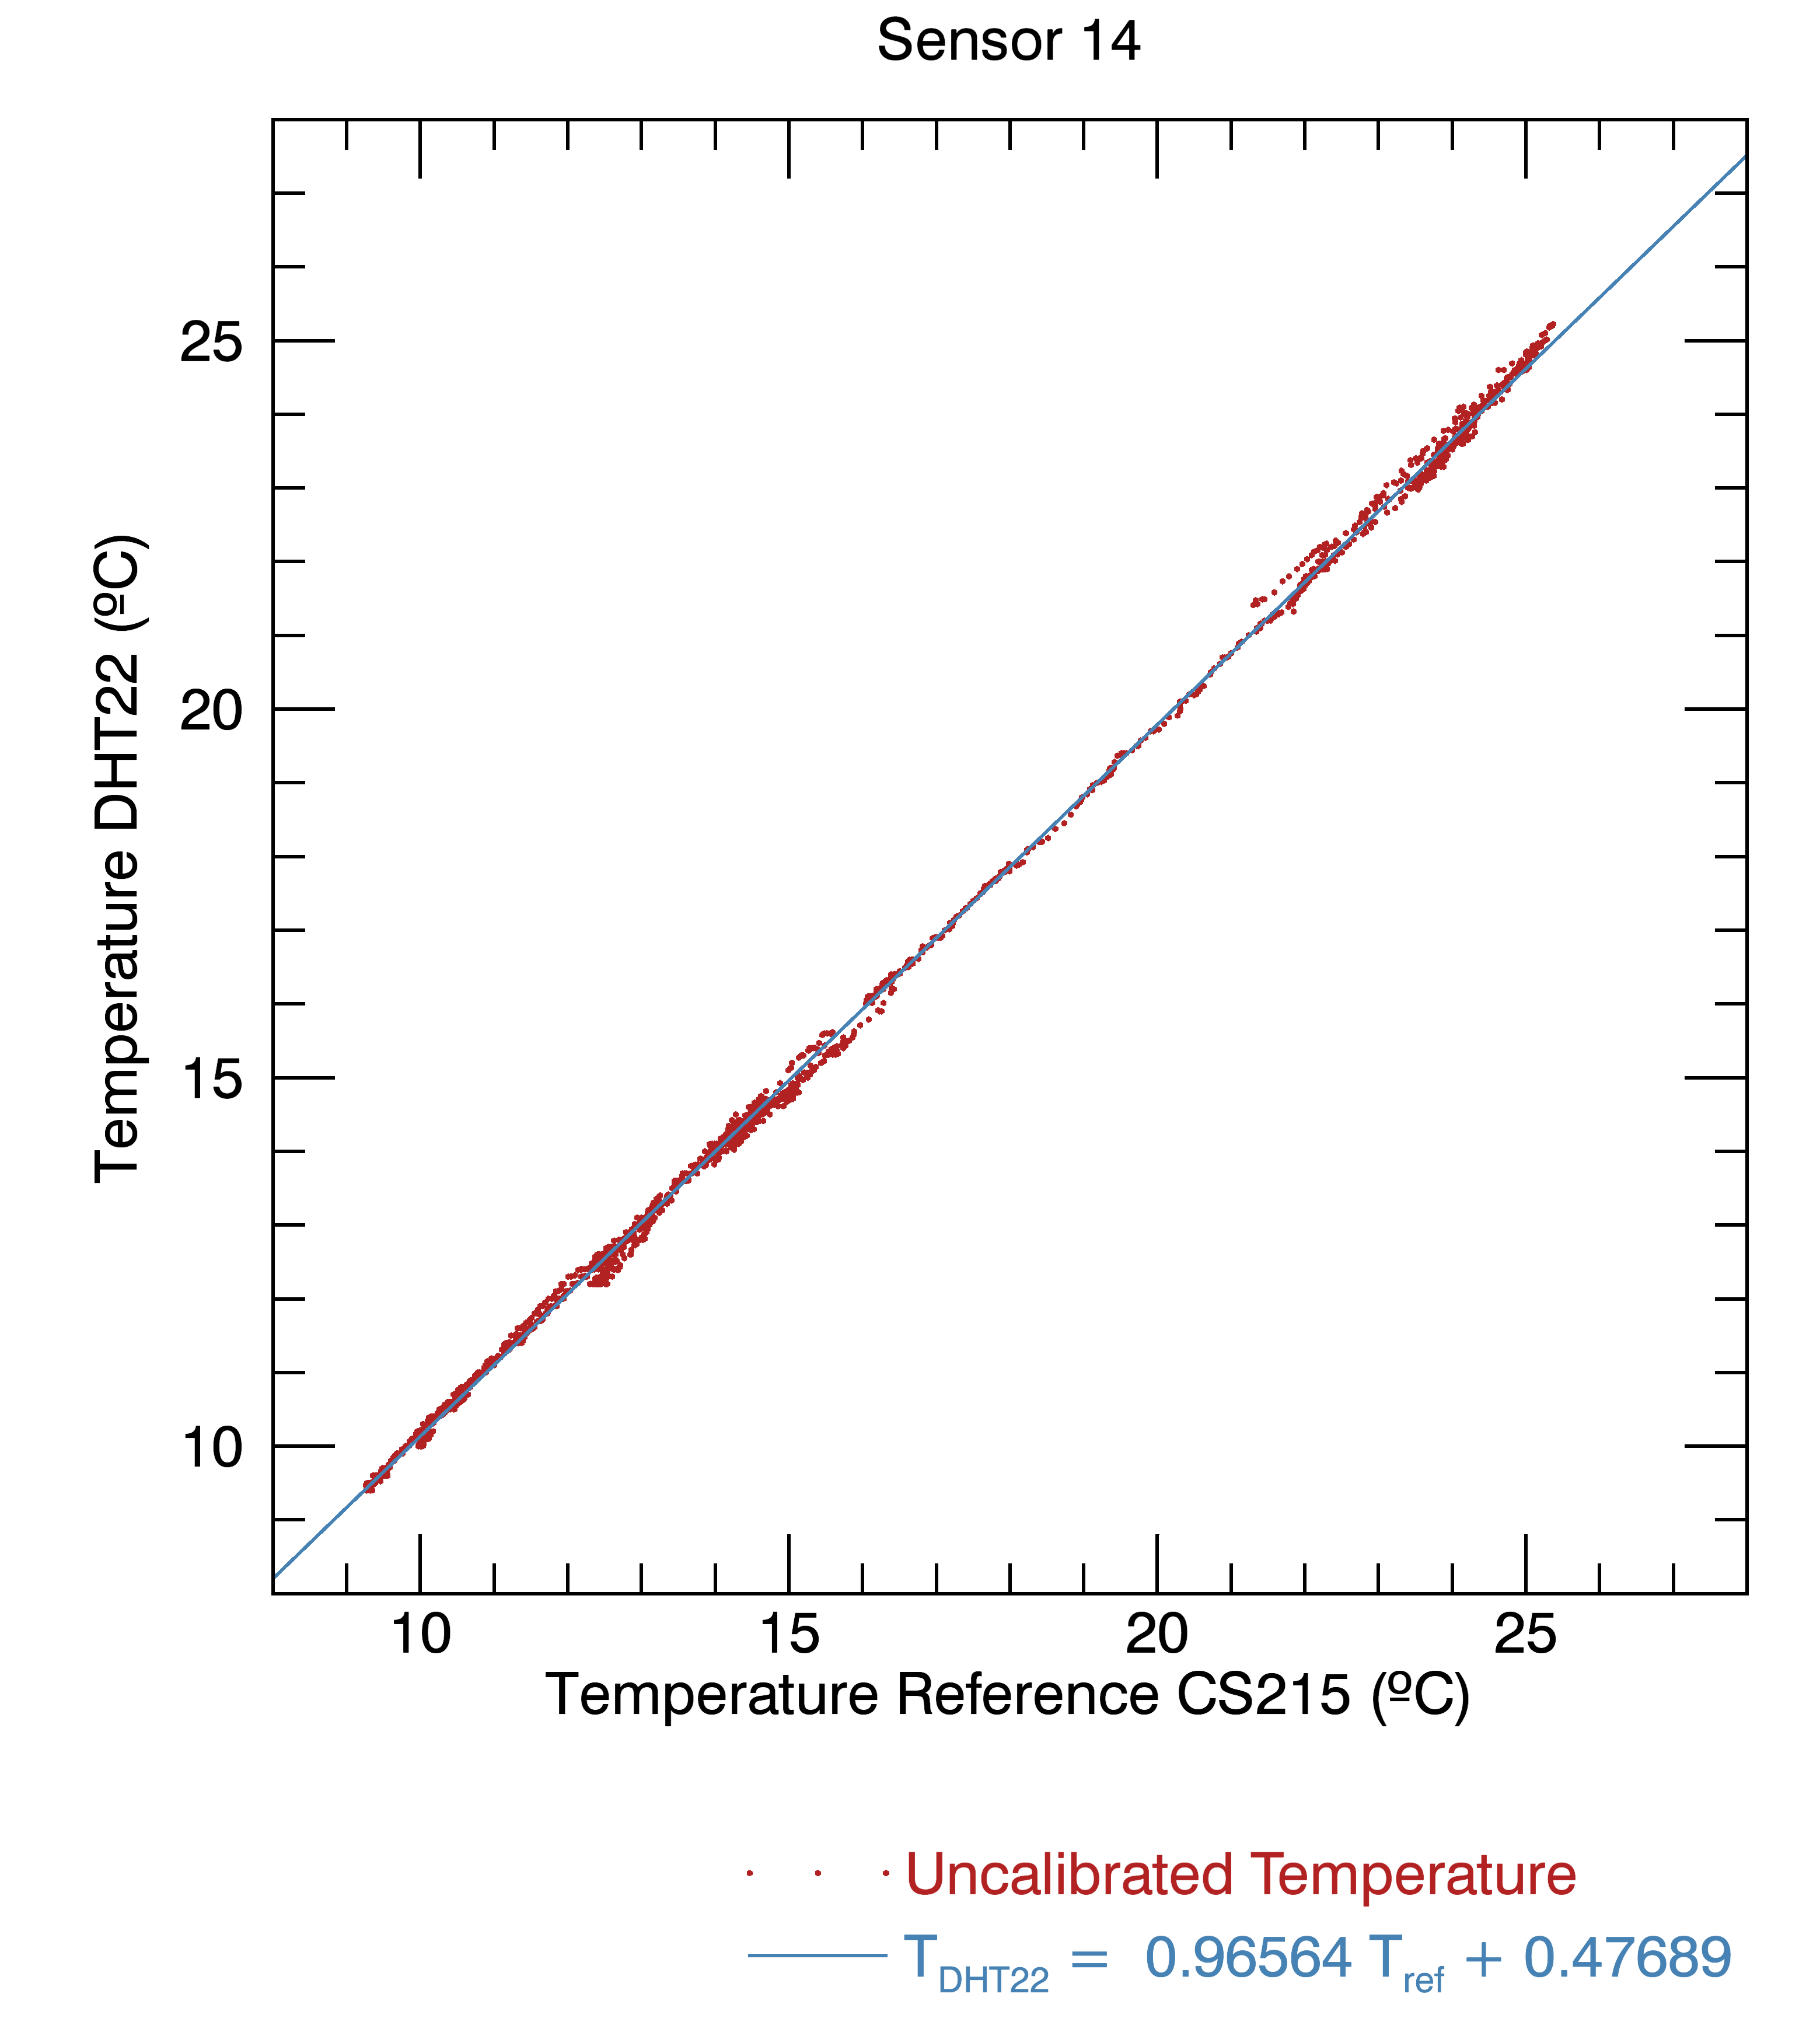 Sensor 14
25
20
15
10
Temperature DHT22 (ºC)
10 15 20 25
Temperature Reference CS215 (ºC)
Uncalibrated Temperature
TDHT22 = 0.96564 Tref + 0.47689